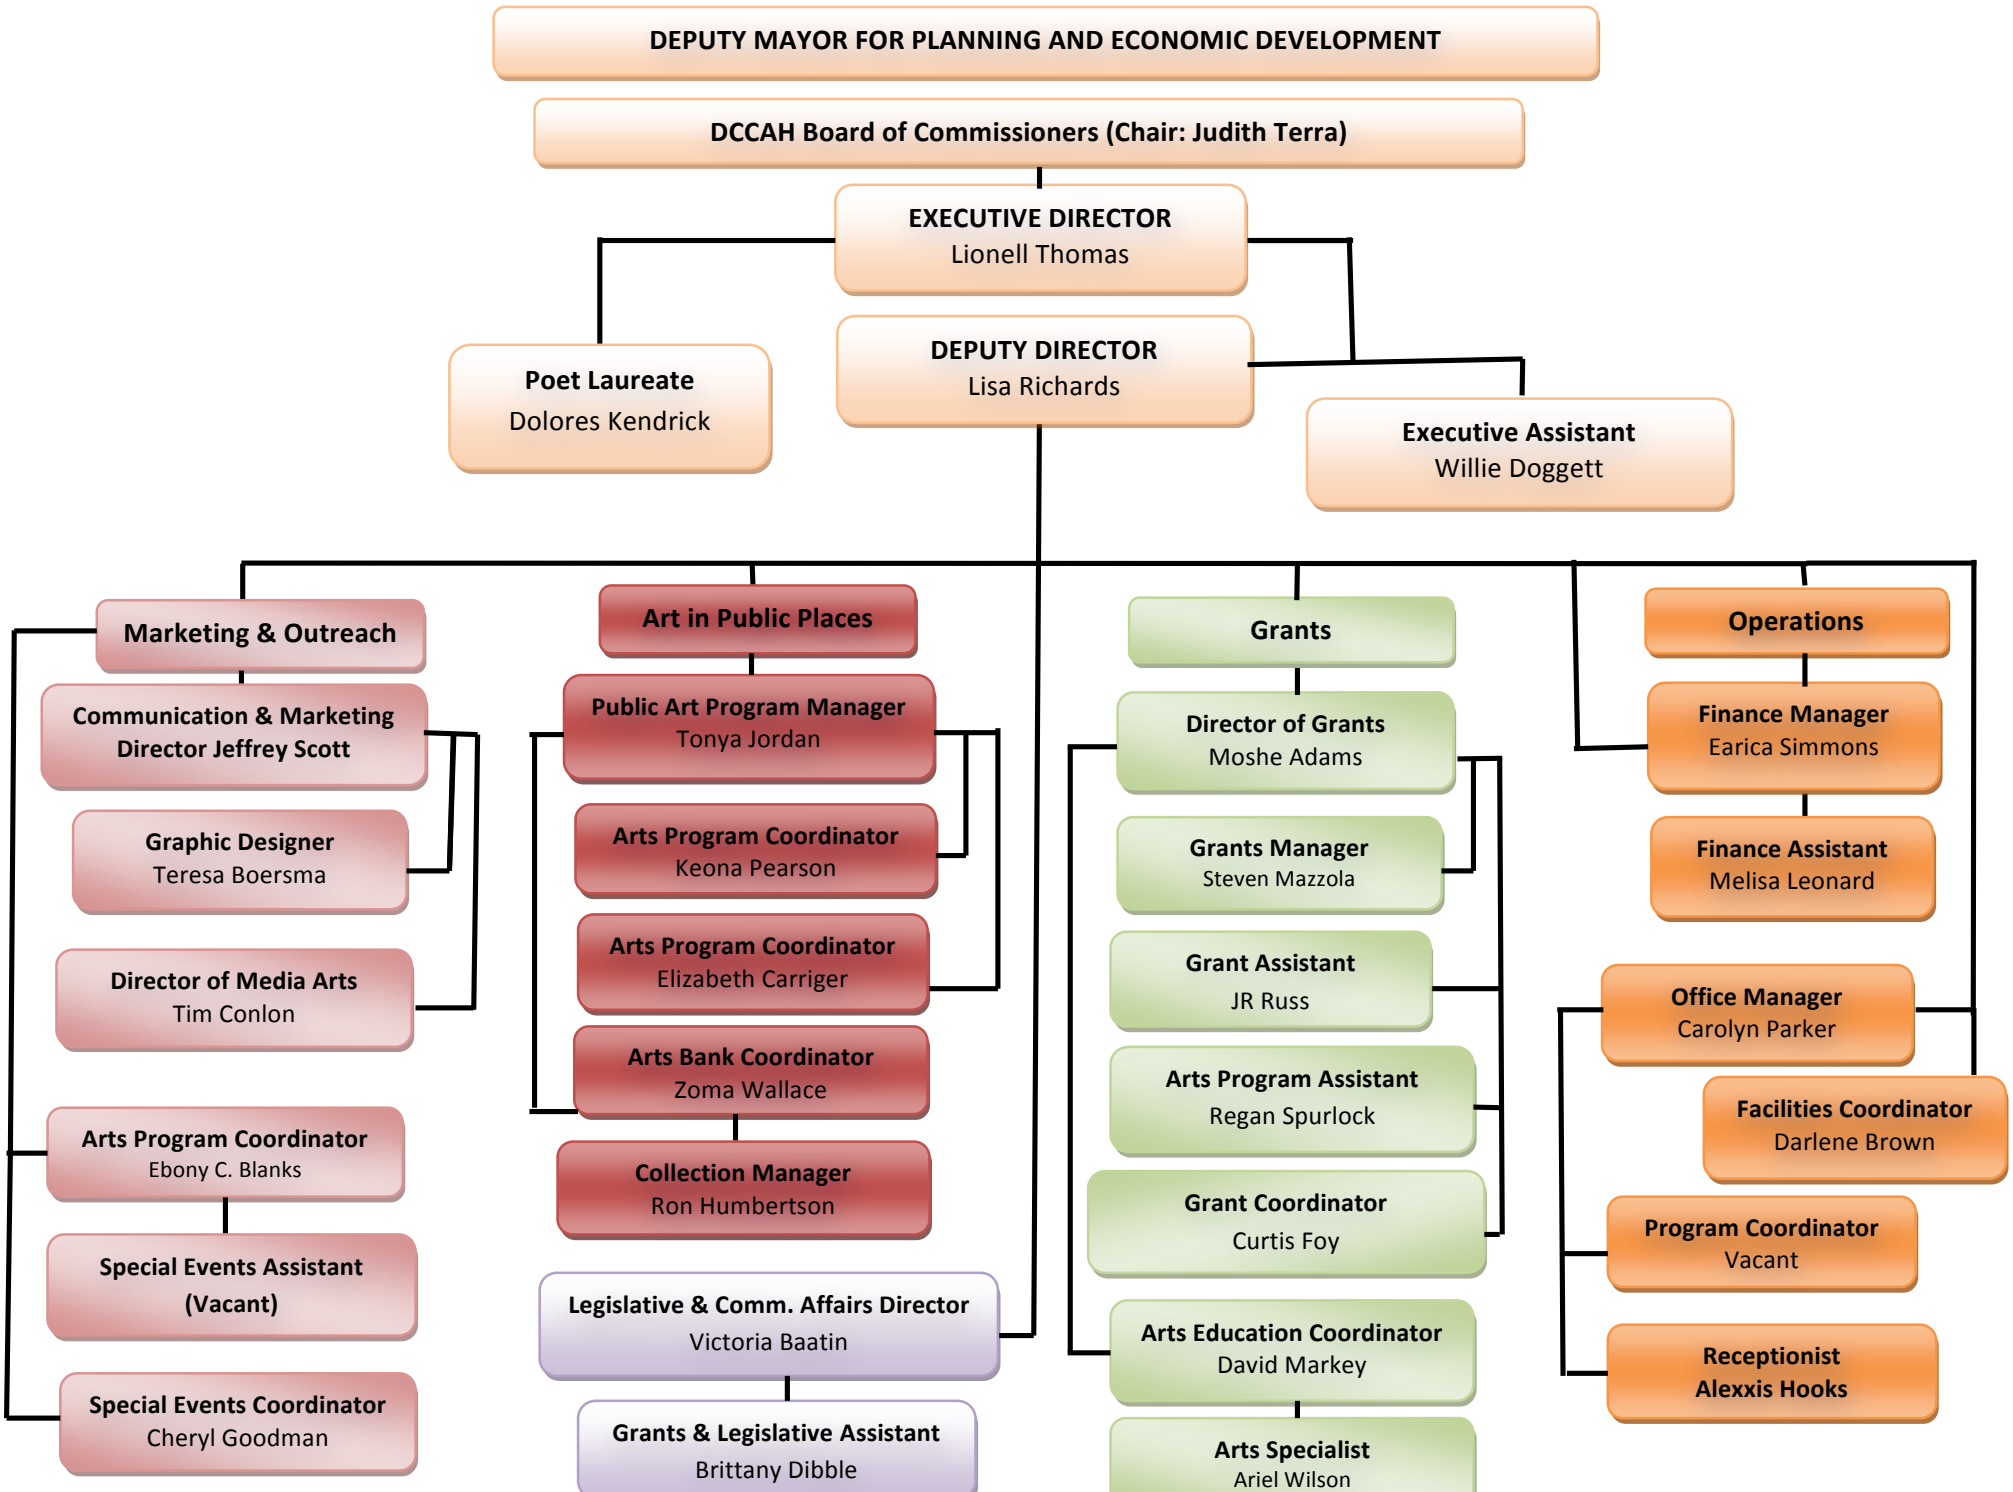 DEPUTY MAYOR FOR PLANNING AND ECONOMIC DEVELOPMENT
DCCAH Board of Commissioners (Chair: Judith Terra)
EXECUTIVE DIRECTOR
Lionell Thomas
DEPUTY DIRECTOR
Lisa Richards
Poet Laureate
Dolores Kendrick
Executive Assistant
Willie Doggett
Marketing & Outreach
Communication & Marketing
Director Jeffrey Scott
Graphic Designer
Teresa Boersma
Director of Media Arts
Tim Conlon
Arts Program Coordinator
Ebony C. Blanks
Special Events Assistant
(Vacant)
Special Events Coordinator
Cheryl Goodman
Art in Public Places
Public Art Program Manager
Tonya Jordan
Arts Program Coordinator
Keona Pearson
Arts Program Coordinator
Elizabeth Carriger
Arts Bank Coordinator
Zoma Wallace
Collection Manager
Ron Humbertson
Legislative & Comm. Affairs Director
Victoria Baatin
Grants & Legislative Assistant
Brittany Dibble
Grants
Director of Grants
Moshe Adams
Grants Manager
Steven Mazzola
Grant Assistant
JR Russ
Arts Program Assistant
Regan Spurlock
Grant Coordinator
Curtis Foy
Arts Education Coordinator
David Markey
Arts Specialist
Ariel Wilson
Operations
Finance Manager
Earica Simmons
Finance Assistant
Melisa Leonard
Office Manager
Carolyn Parker
Facilities Coordinator
Darlene Brown
Program Coordinator
Vacant
Receptionist
Alexxis Hooks